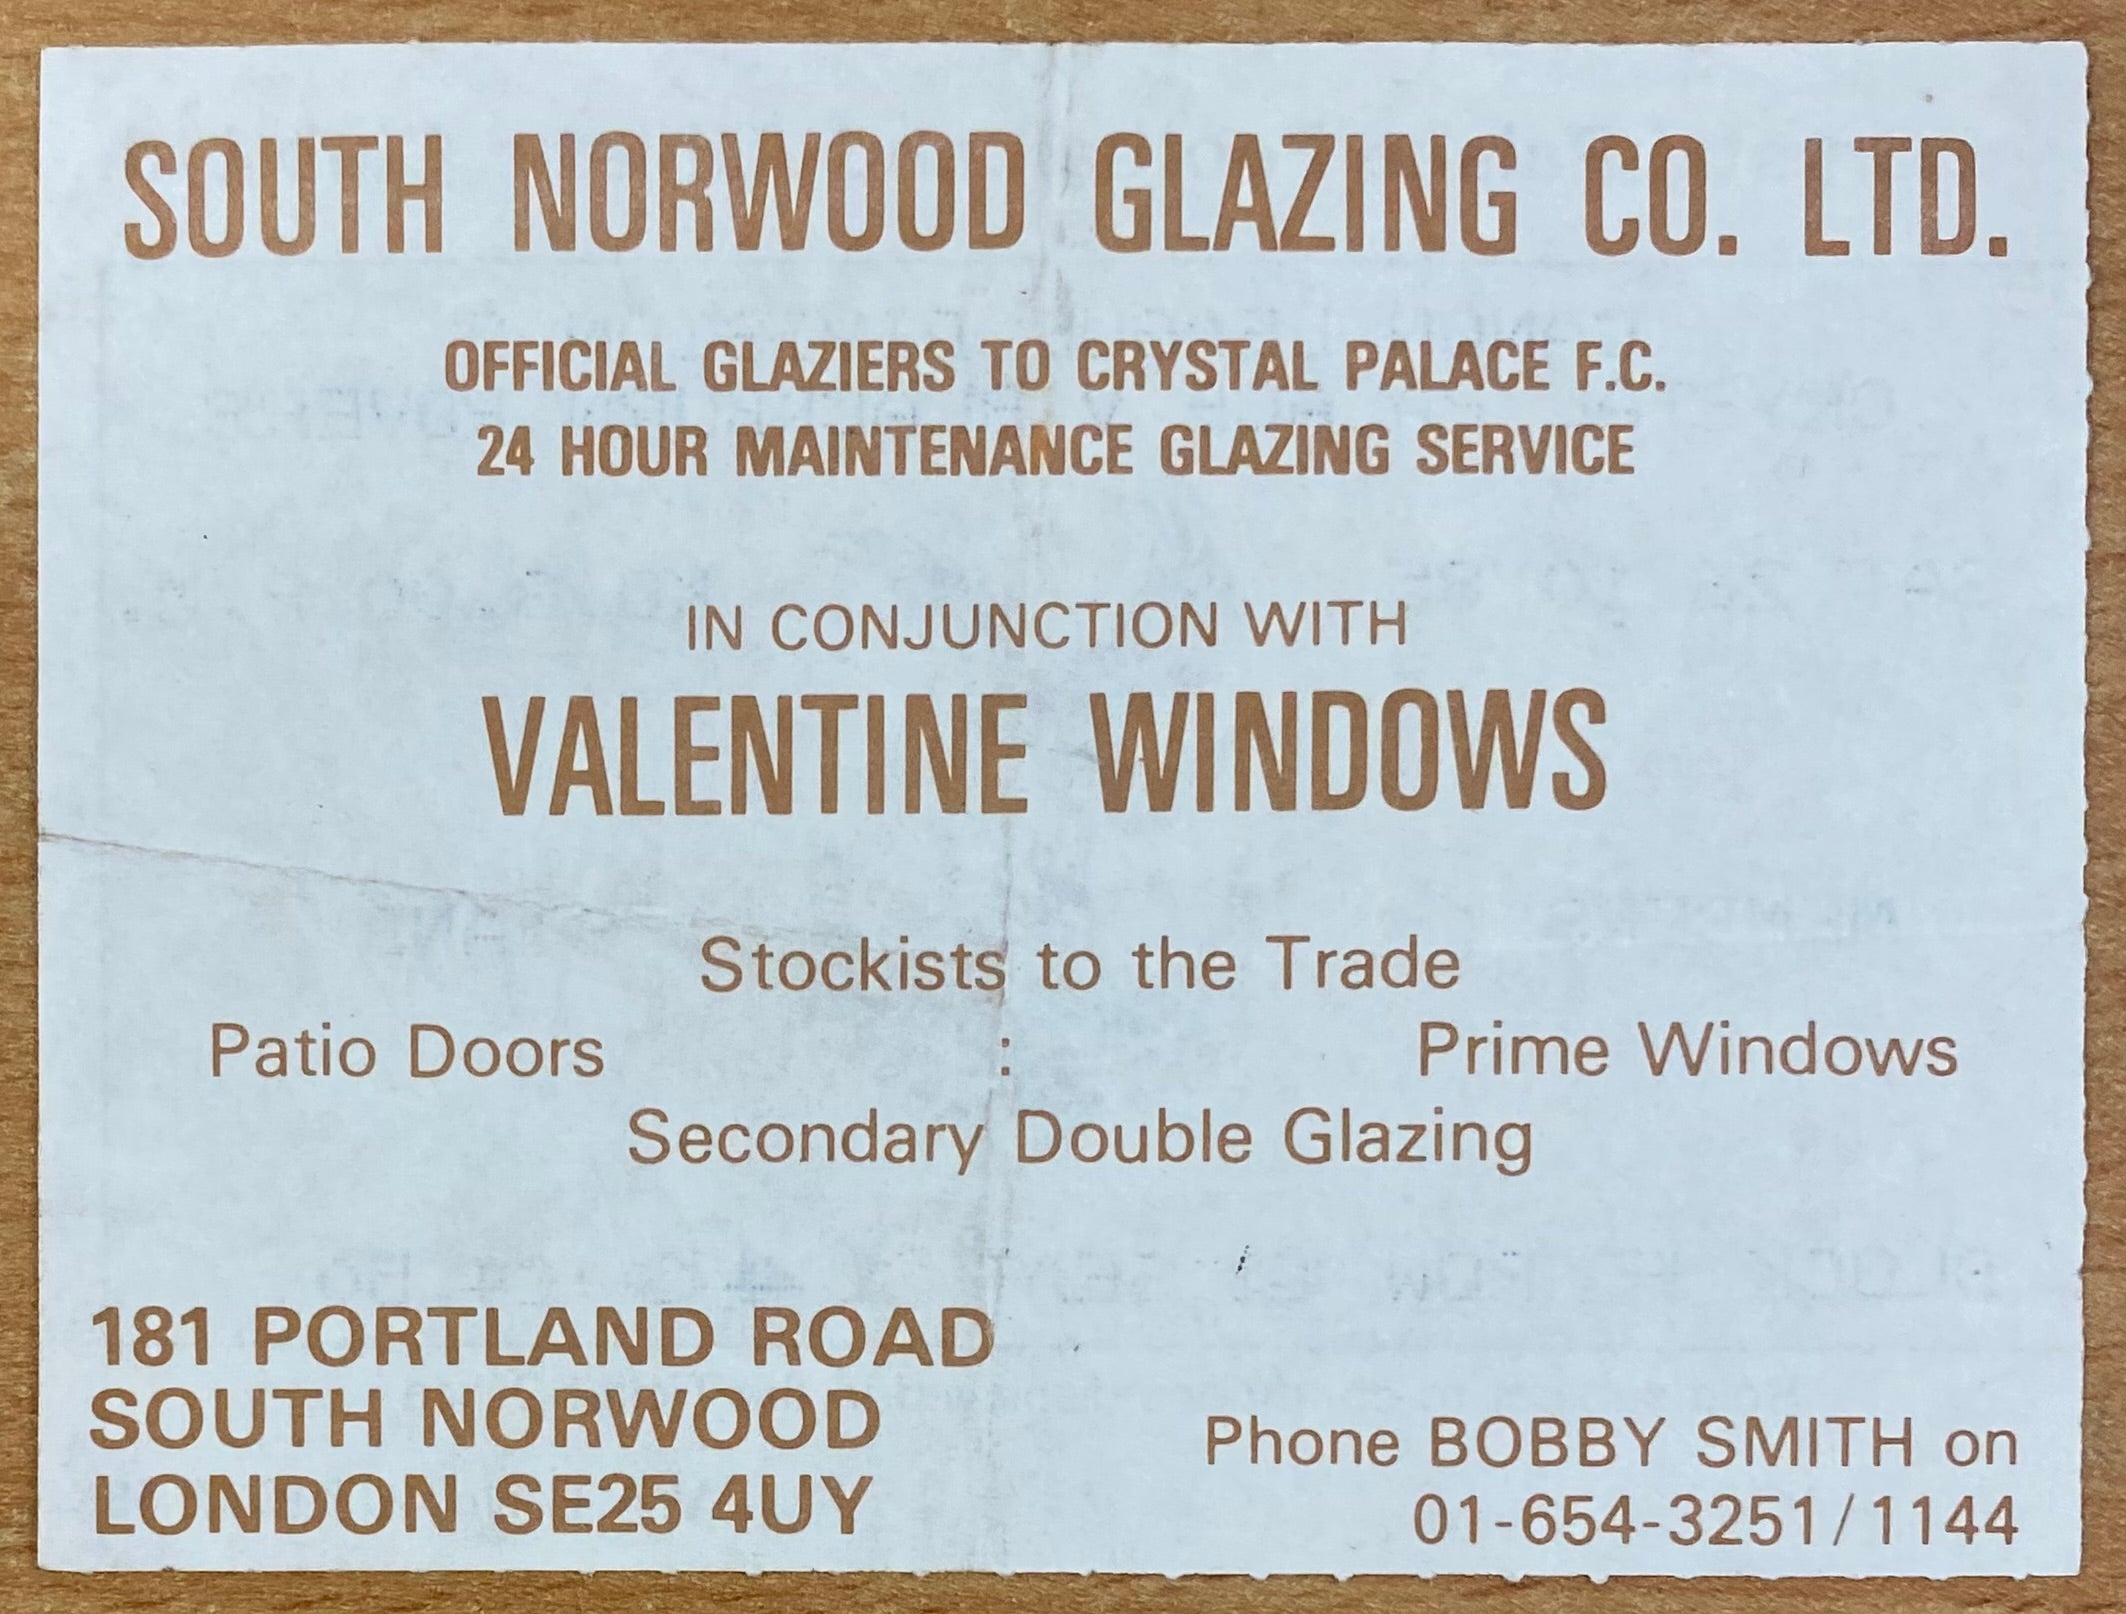 SOUTH NORWOOD GLAZING CO. LTD.
OFFICIAL GLAZIERS TO CRYSTAL PALACE F.C.
24 HOUR MAINTENANCE GLAZING SERVICE
IN CONJUNCTION WITH
VALENTINE WINDOWS
Stockists to the Trade
Patio Doors : Prime Windows
Secondary Double Glazing
181 PORTLAND ROAD
SOUTH NORWOOD
LONDON SE25 4UY
Phone BOBBY SMITH on
01-654-3251/1144